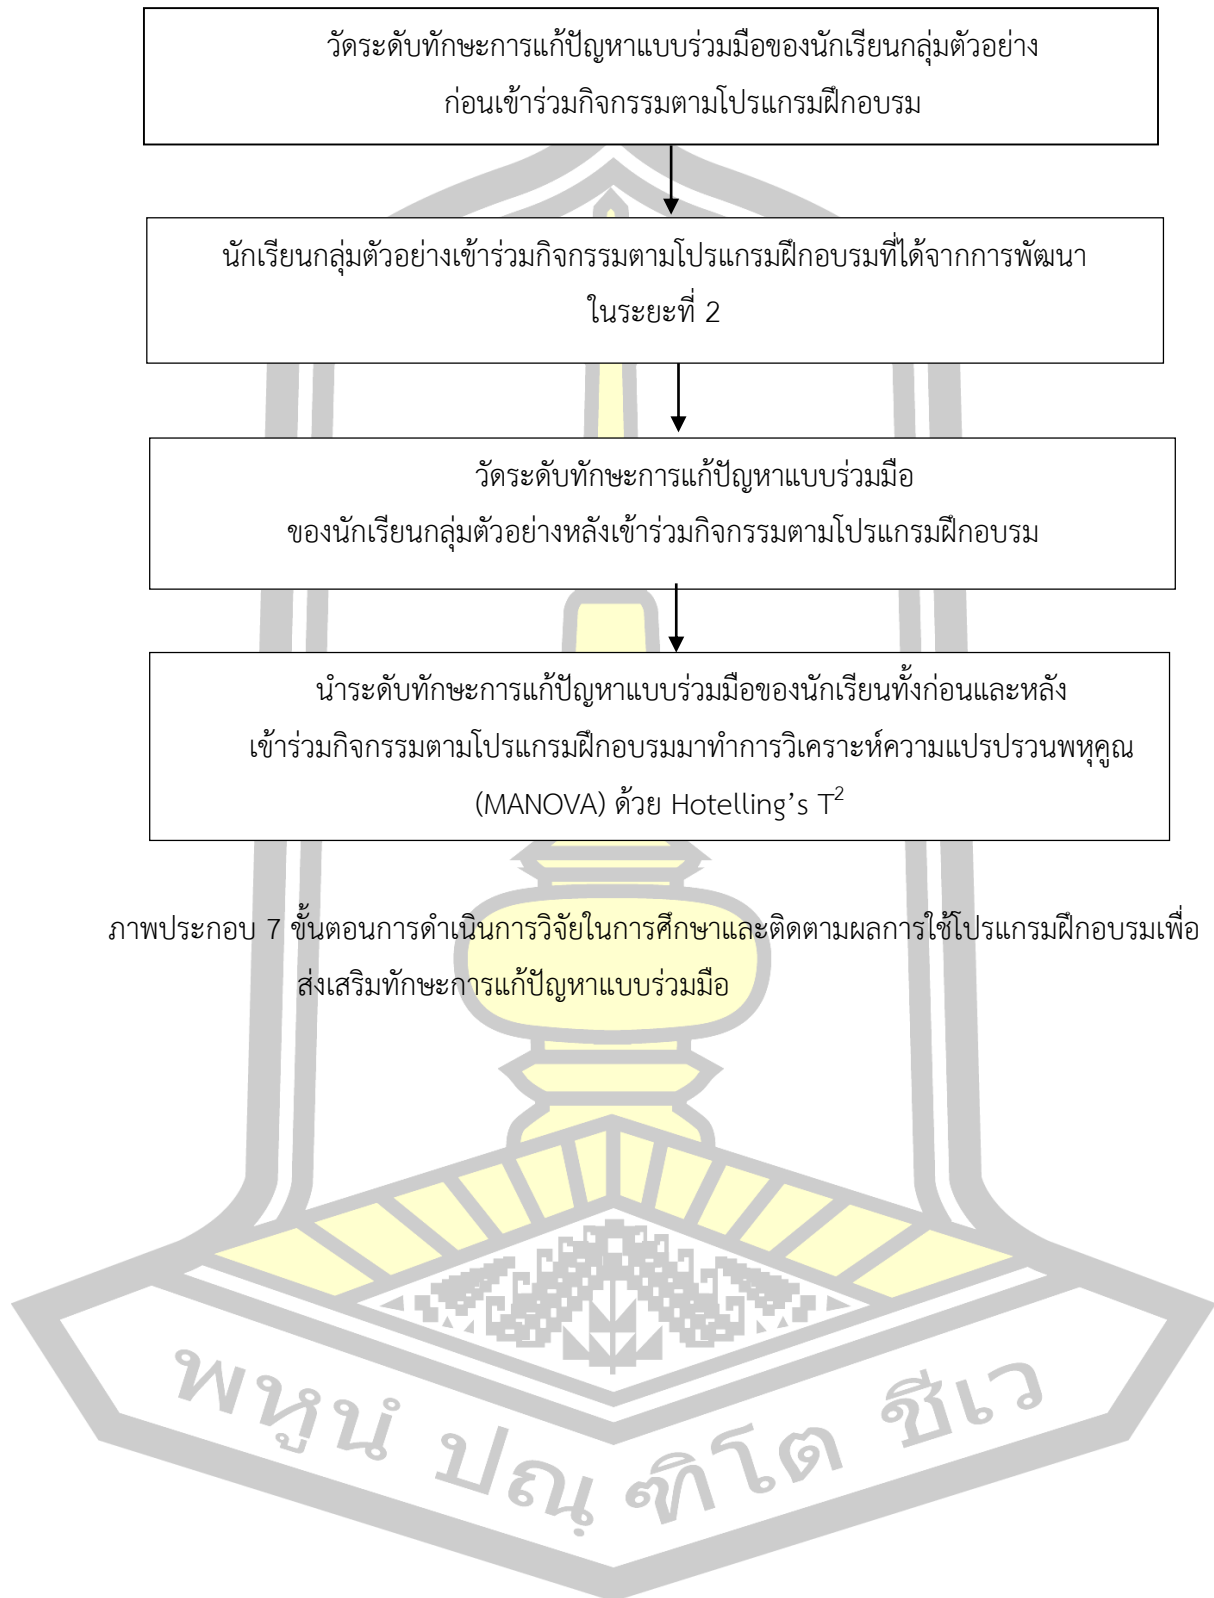 วัดระดับทักษะการแก้ปัญหาแบบร่วมมือของนักเรียนกลุ่มตัวอย่าง
ก่อนเข้าร่วมกิจกรรมตามโปรแกรมฝึกอบรม
นักเรียนกลุ่มตัวอย่างเข้าร่วมกิจกรรมตามโปรแกรมฝึกอบรมที่ได้จากการพัฒนา
ในระยะที่ 2
วัดระดับทักษะการแก้ปัญหาแบบร่วมมือ
ของนักเรียนกลุ่มตัวอย่างหลังเข้าร่วมกิจกรรมตามโปรแกรมฝึกอบรม
นำระดับทักษะการแก้ปัญหาแบบร่วมมือของนักเรียนทั้งก่อนและหลัง
เข้าร่วมกิจกรรมตามโปรแกรมฝึกอบรมมาทำการวิเคราะห์ความแปรปรวนพหุคูณ
(MANOVA) ด้วย Hotelling’s T²
ภาพประกอบ 7 ขั้นตอนการดำเนินการวิจัยในการศึกษาและติดตามผลการใช้โปรแกรมฝึกอบรมเพื่อ
ส่งเสริมทักษะการแก้ปัญหาแบบร่วมมือ
พหูนํ ปณฺฑิโต ชีเว